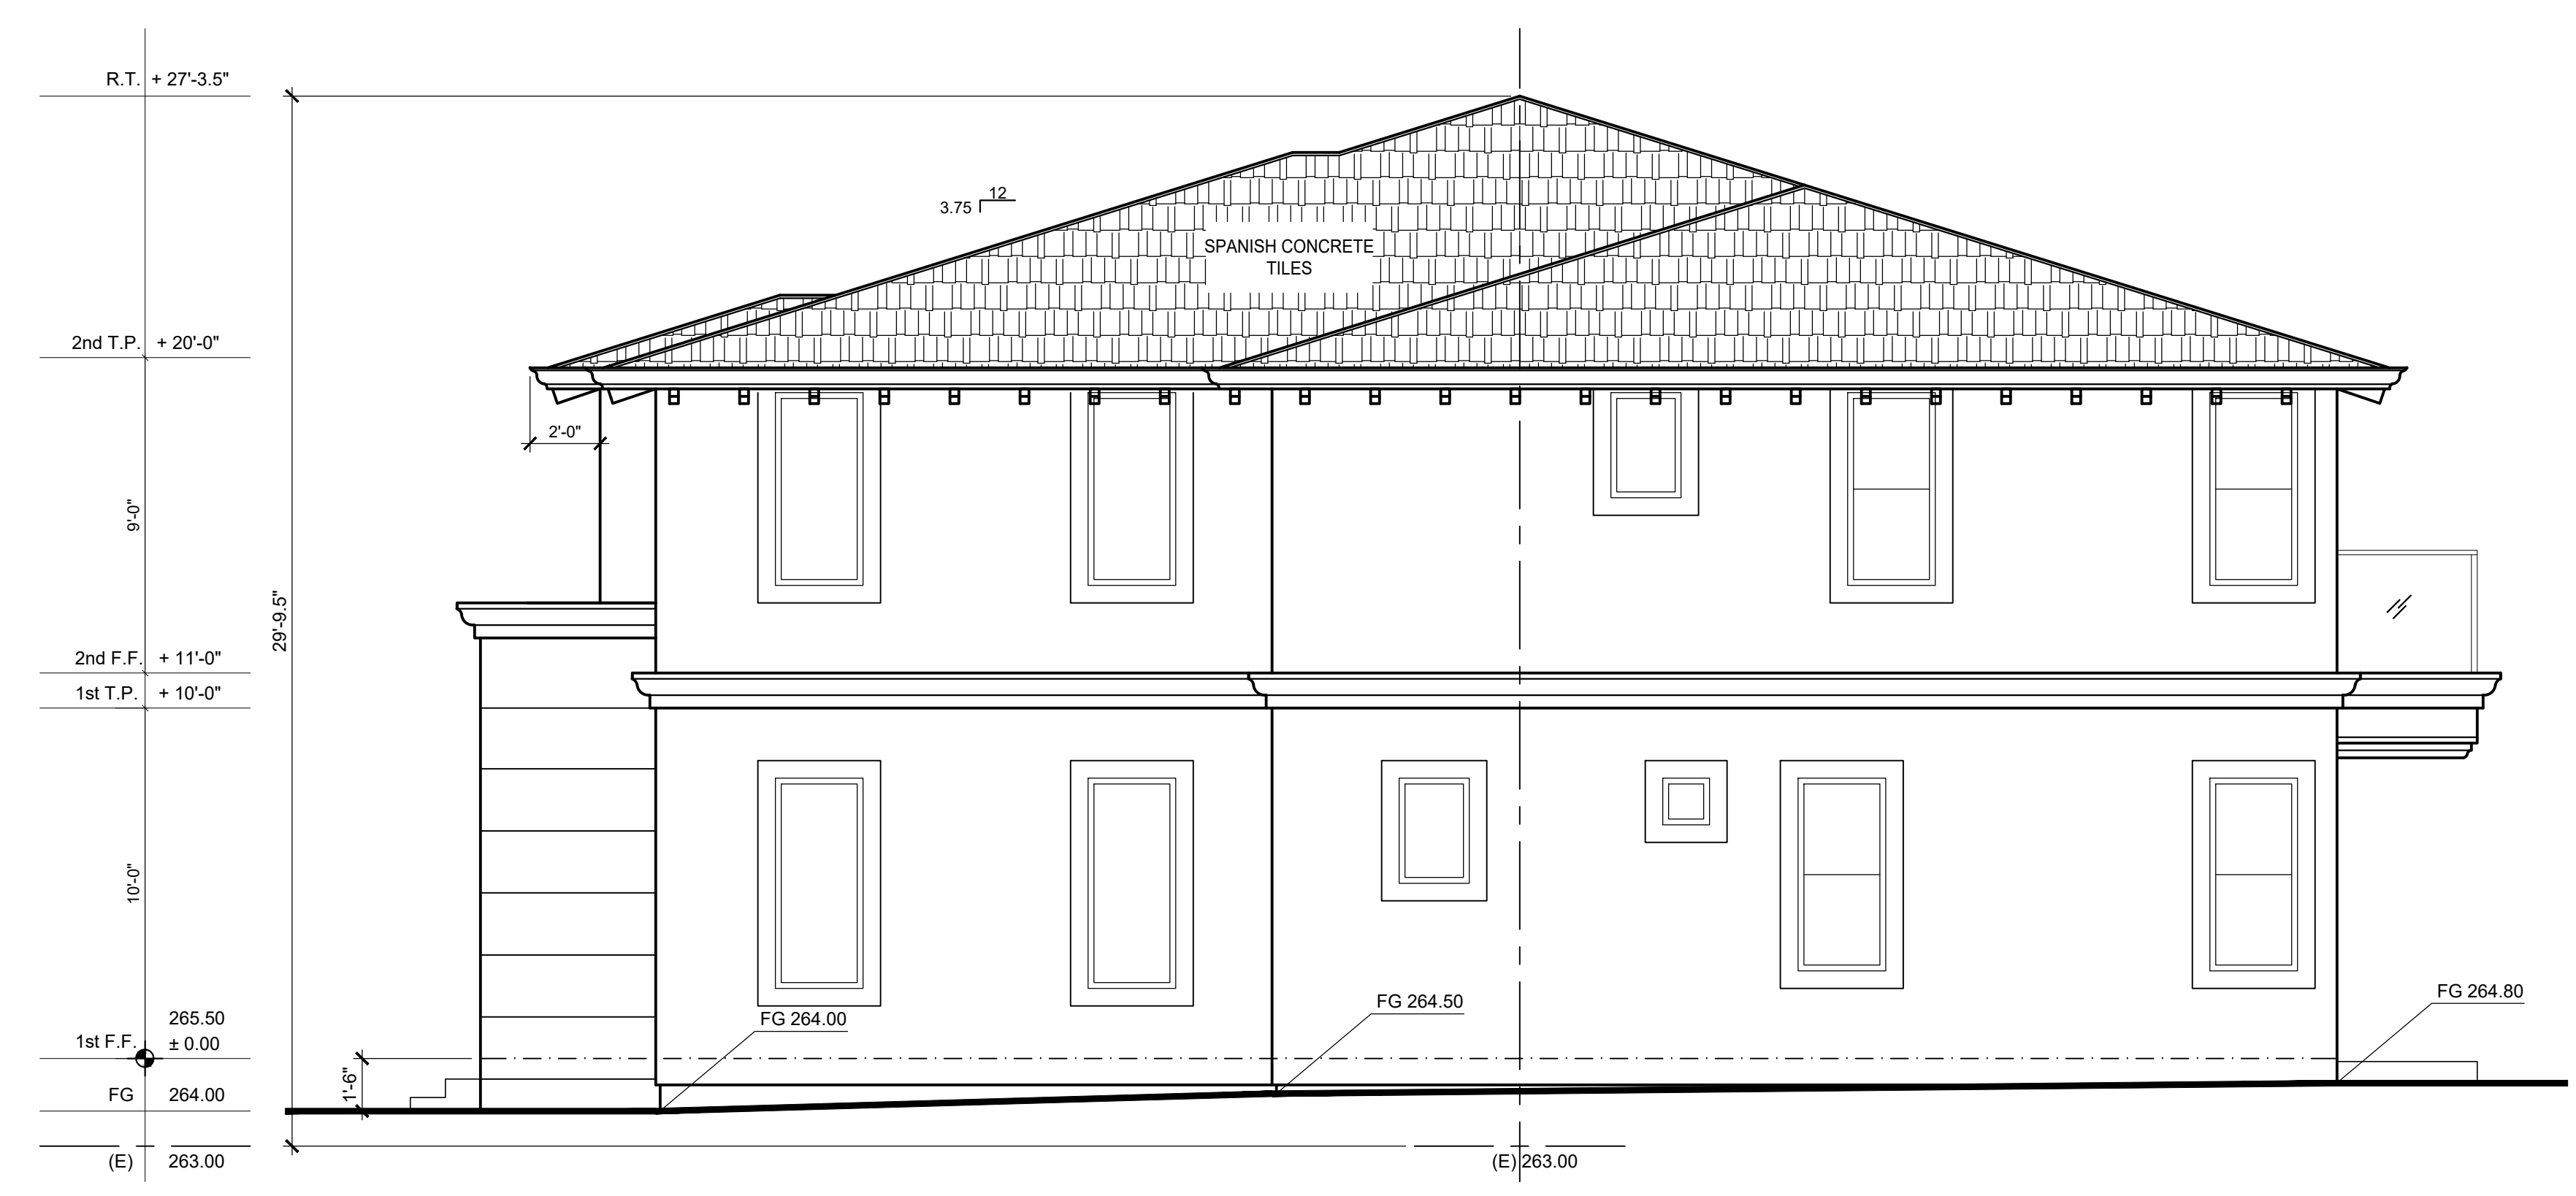 R.T. + 27'-3.5"
12
3.75
SPANISH CONCRETE
TILES
2nd T.P. + 20'-0"
2'-0"
9'-0"
29'-9.5"
2nd F.F. + 11'-0"
1st T.P. + 10'-0"
10'-0"
FG 264.80
FG 264.50
FG 264.00
265.50
1st F.F. ± 0.00
1'-6"
FG 264.00
(E) 263.00
(E) 263.00